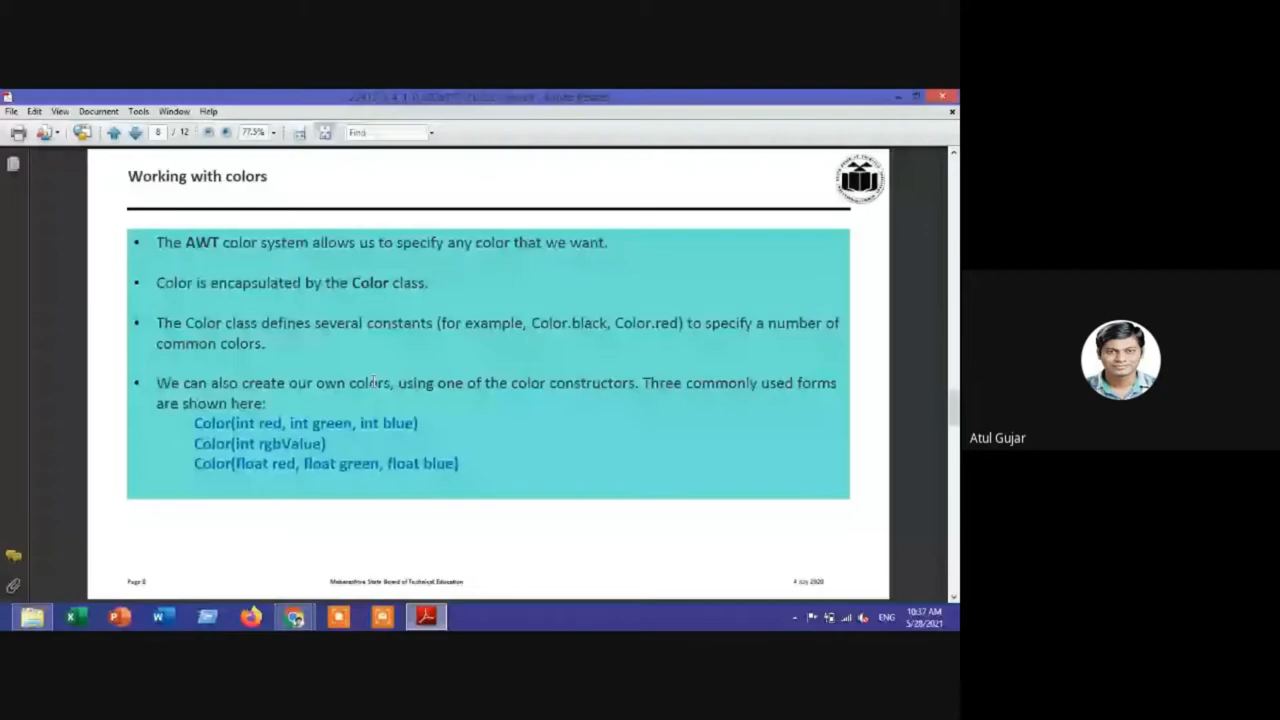 File Edit View Document Tools Window Help
8 / 12 77.5% Find
Working with colors
• The AWT color system allows us to specify any color that we want.
• Color is encapsulated by the Color class.
• The Color class defines several constants (for example, Color.black, Color.red) to specify a number of
common colors.
• We can also create our own colors, using one of the color constructors. Three commonly used forms
are shown here:
Color(int red, int green, int blue)
Color(int rgbValue)
Color(float red, float green, float blue)
Page 8 Maharashtra State Board of Technical Education 4 July 2020
ENG 10:37 AM
5/28/2021
Atul Gujar